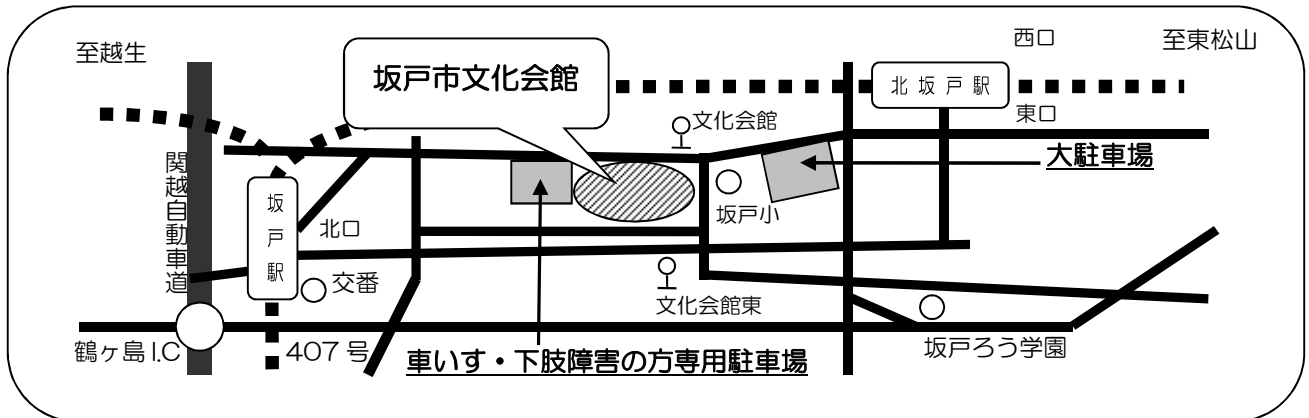 至越生
坂戸市文化会館
西口
至東松山
北坂戸駅
東口
文化会館
大駐車場
関越自動車道
坂戸駅
北口
坂戸小
交番
文化会館東
鶴ヶ島I.C
407号
車いす・下肢障害の方専用駐車場
坂戸ろう学園